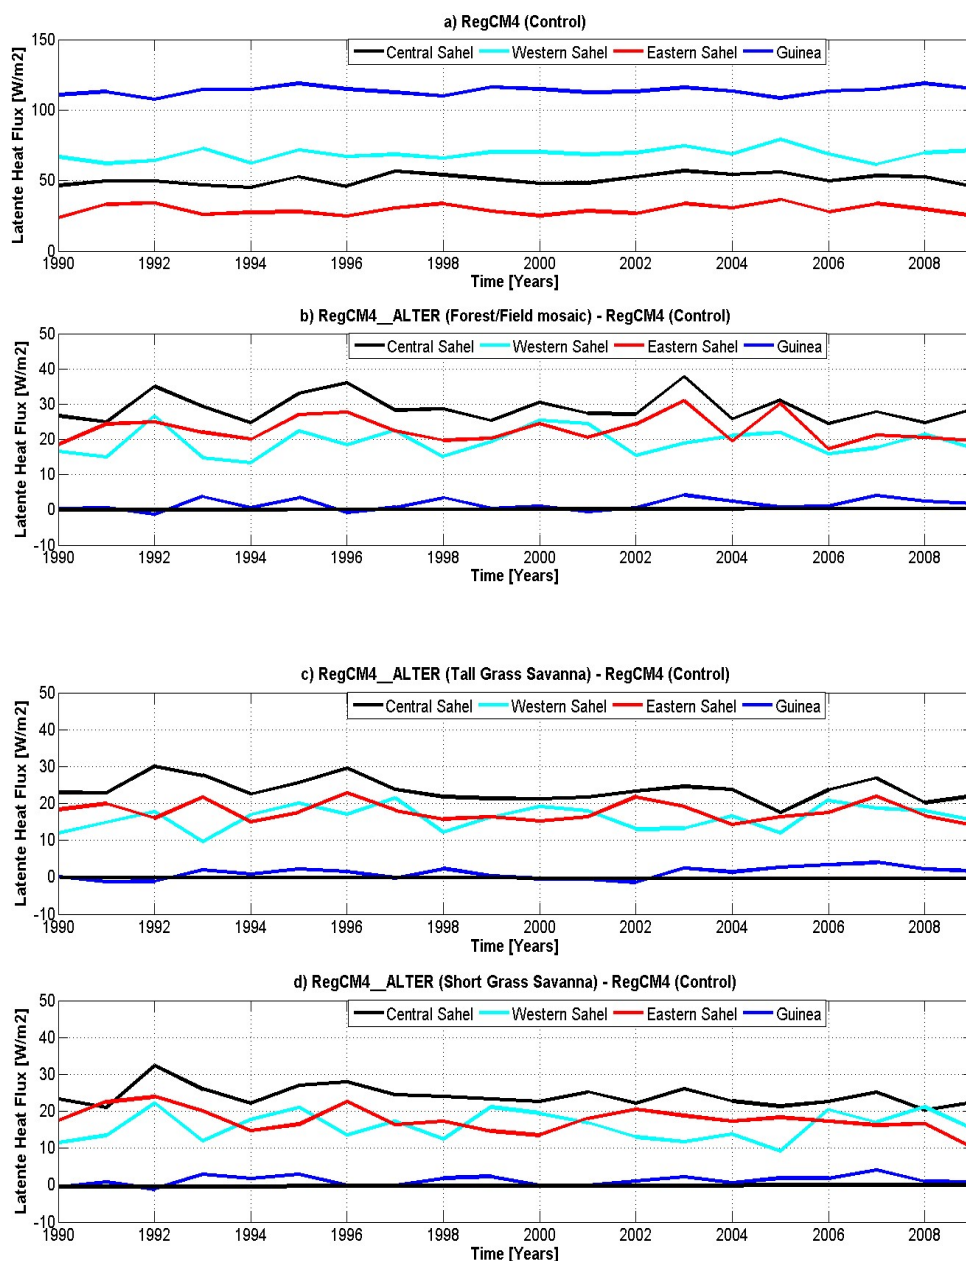 a) RegCM4 (Control)
Latente Heat Flux [W/m2]
150
100
50
0
Central Sahel Western Sahel Eastern Sahel Guinea
1990 1992 1994 1996 1998 2000 2002 2004 2006 2008
Time [Years]
b) RegCM4__ALTER (Forest/Field mosaic) - RegCM4 (Control)
Latente Heat Flux [W/m2]
50
40
30
20
10
0
-10
Central Sahel Western Sahel Eastern Sahel Guinea
1990 1992 1994 1996 1998 2000 2002 2004 2006 2008
Time [Years]
c) RegCM4__ALTER (Tall Grass Savanna) - RegCM4 (Control)
Latente Heat Flux [W/m2]
50
40
30
20
10
0
-10
Central Sahel Western Sahel Eastern Sahel Guinea
1990 1992 1994 1996 1998 2000 2002 2004 2006 2008
Time [Years]
d) RegCM4__ALTER (Short Grass Savanna) - RegCM4 (Control)
Latente Heat Flux [W/m2]
50
40
30
20
10
0
-10
Central Sahel Western Sahel Eastern Sahel Guinea
1990 1992 1994 1996 1998 2000 2002 2004 2006 2008
Time [Years]